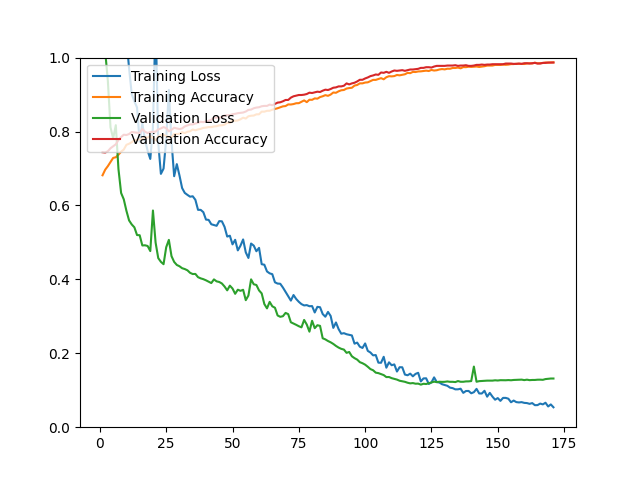 Training Loss
Training Accuracy
Validation Loss
Validation Accuracy
1.0
0.8
0.6
0.4
0.2
0.0
0 25 50 75 100 125 150 175